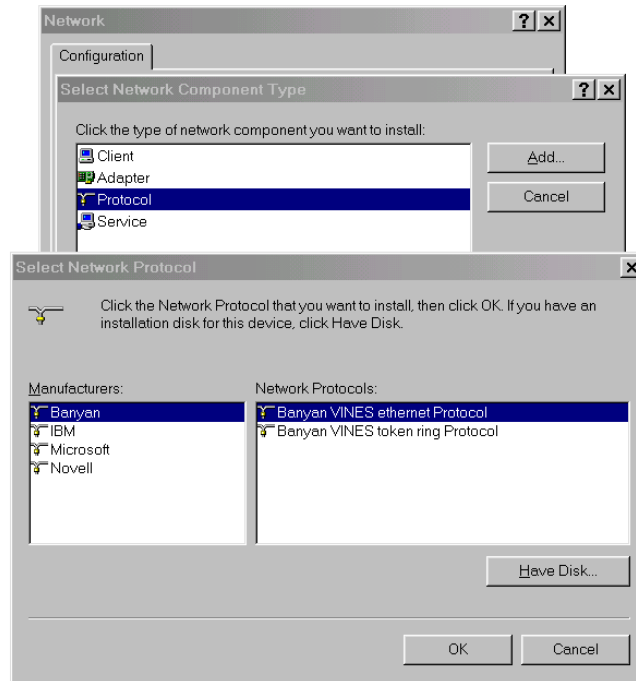 Network
Configuration
Select Network Component Type
Click the type of network component you want to install:
Client
Adapter
Protocol
Service
Add...
Cancel
Select Network Protocol
Click the Network Protocol that you want to install, then click OK. If you have an
installation disk for this device, click Have Disk.
Manufacturers:
Banyan
IBM
Microsoft
Novell
Network Protocols:
Banyan VINES ethernet Protocol
Banyan VINES token ring Protocol
Have Disk...
OK
Cancel